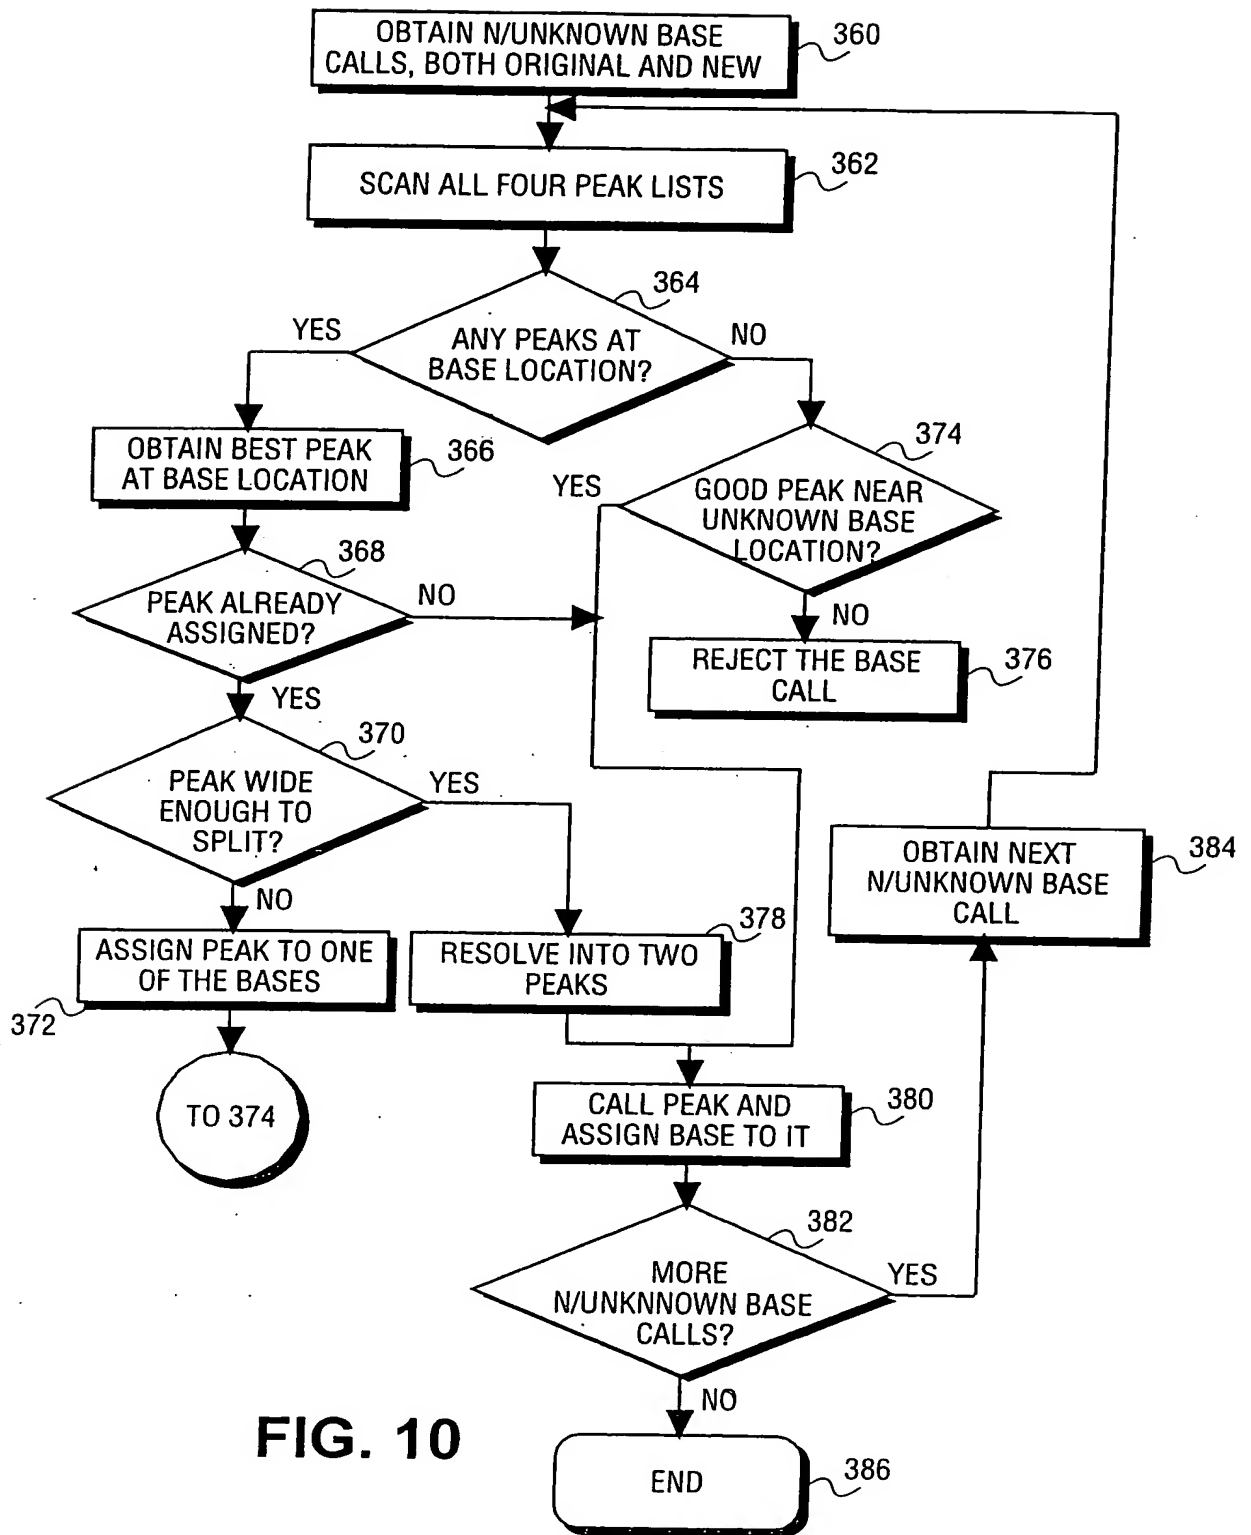 OBTAIN N/UNKNOWN BASE
CALLS, BOTH ORIGINAL AND NEW
360
SCAN ALL FOUR PEAK LISTS
362
364
YES
ANY PEAKS AT
BASE LOCATION?
NO
OBTAIN BEST PEAK
AT BASE LOCATION
366
374
YES
GOOD PEAK NEAR
UNKNOWN BASE
LOCATION?
368
PEAK ALREADY
ASSIGNED?
NO
NO
REJECT THE BASE
CALL
376
YES
370
PEAK WIDE
ENOUGH TO
SPLIT?
YES
OBTAIN NEXT
N/UNKNOWN BASE
CALL
384
NO
ASSIGN PEAK TO ONE
OF THE BASES
372
378
RESOLVE INTO TWO
PEAKS
TO 374
CALL PEAK AND
ASSIGN BASE TO IT
380
382
MORE
N/UNKNNOWN BASE
CALLS?
YES
NO
FIG. 10
END
386